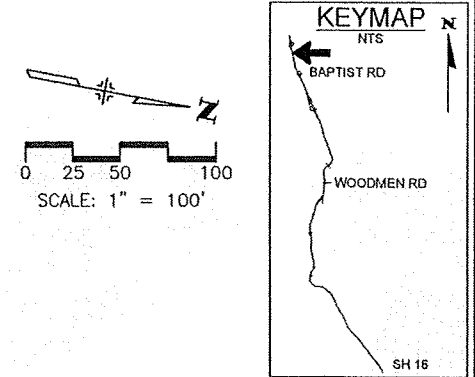 KEYMAP
N
NTS
BAPTIST RD
WOODMEN RD
SH 16
N
0 25 50 100
SCALE: 1" = 100'